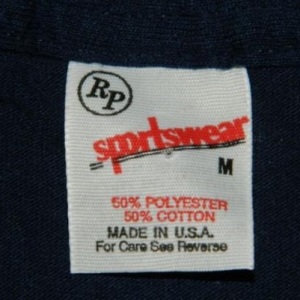 RP
sportswear
M
50% POLYESTER
50% COTTON
MADE IN U.S.A.
For Care See Reverse